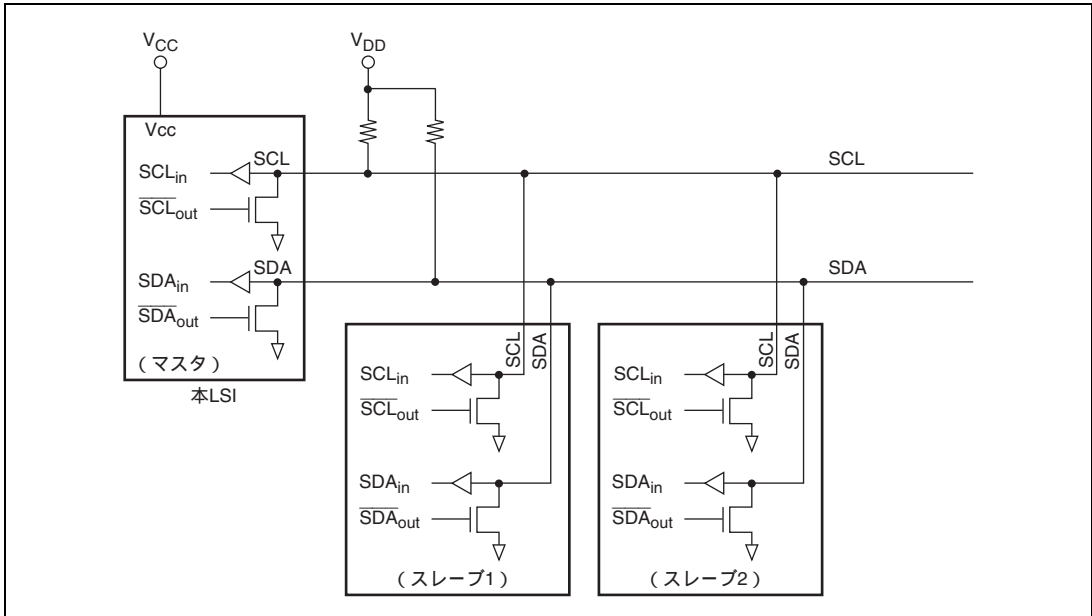 VCC
VDD
Vcc
SCL
SCLin
SCLout
SDA
SDAin
SDAout
(マスタ)
本LSI
SCL
SDA
SCL
SDA
SCLin
SCLout
SDAin
SDAout
(スレーブ1)
SCL
SDA
SCLin
SCLout
SDAin
SDAout
(スレーブ2)